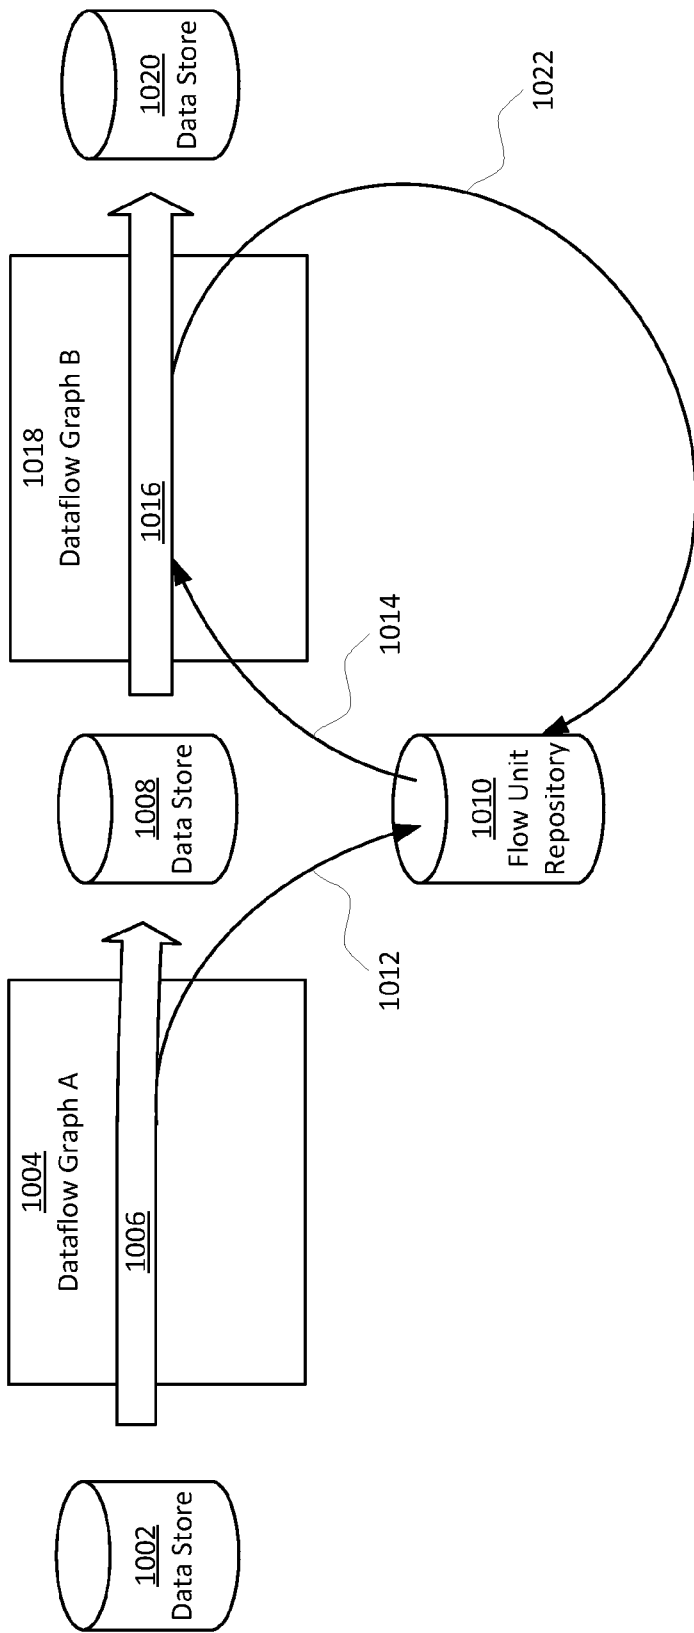 1002
Data Store
1004
Dataflow Graph A
1006
1008
Data Store
1012
1010
Flow Unit
Repository
1014
1018
Dataflow Graph B
1016
1020
Data Store
1022